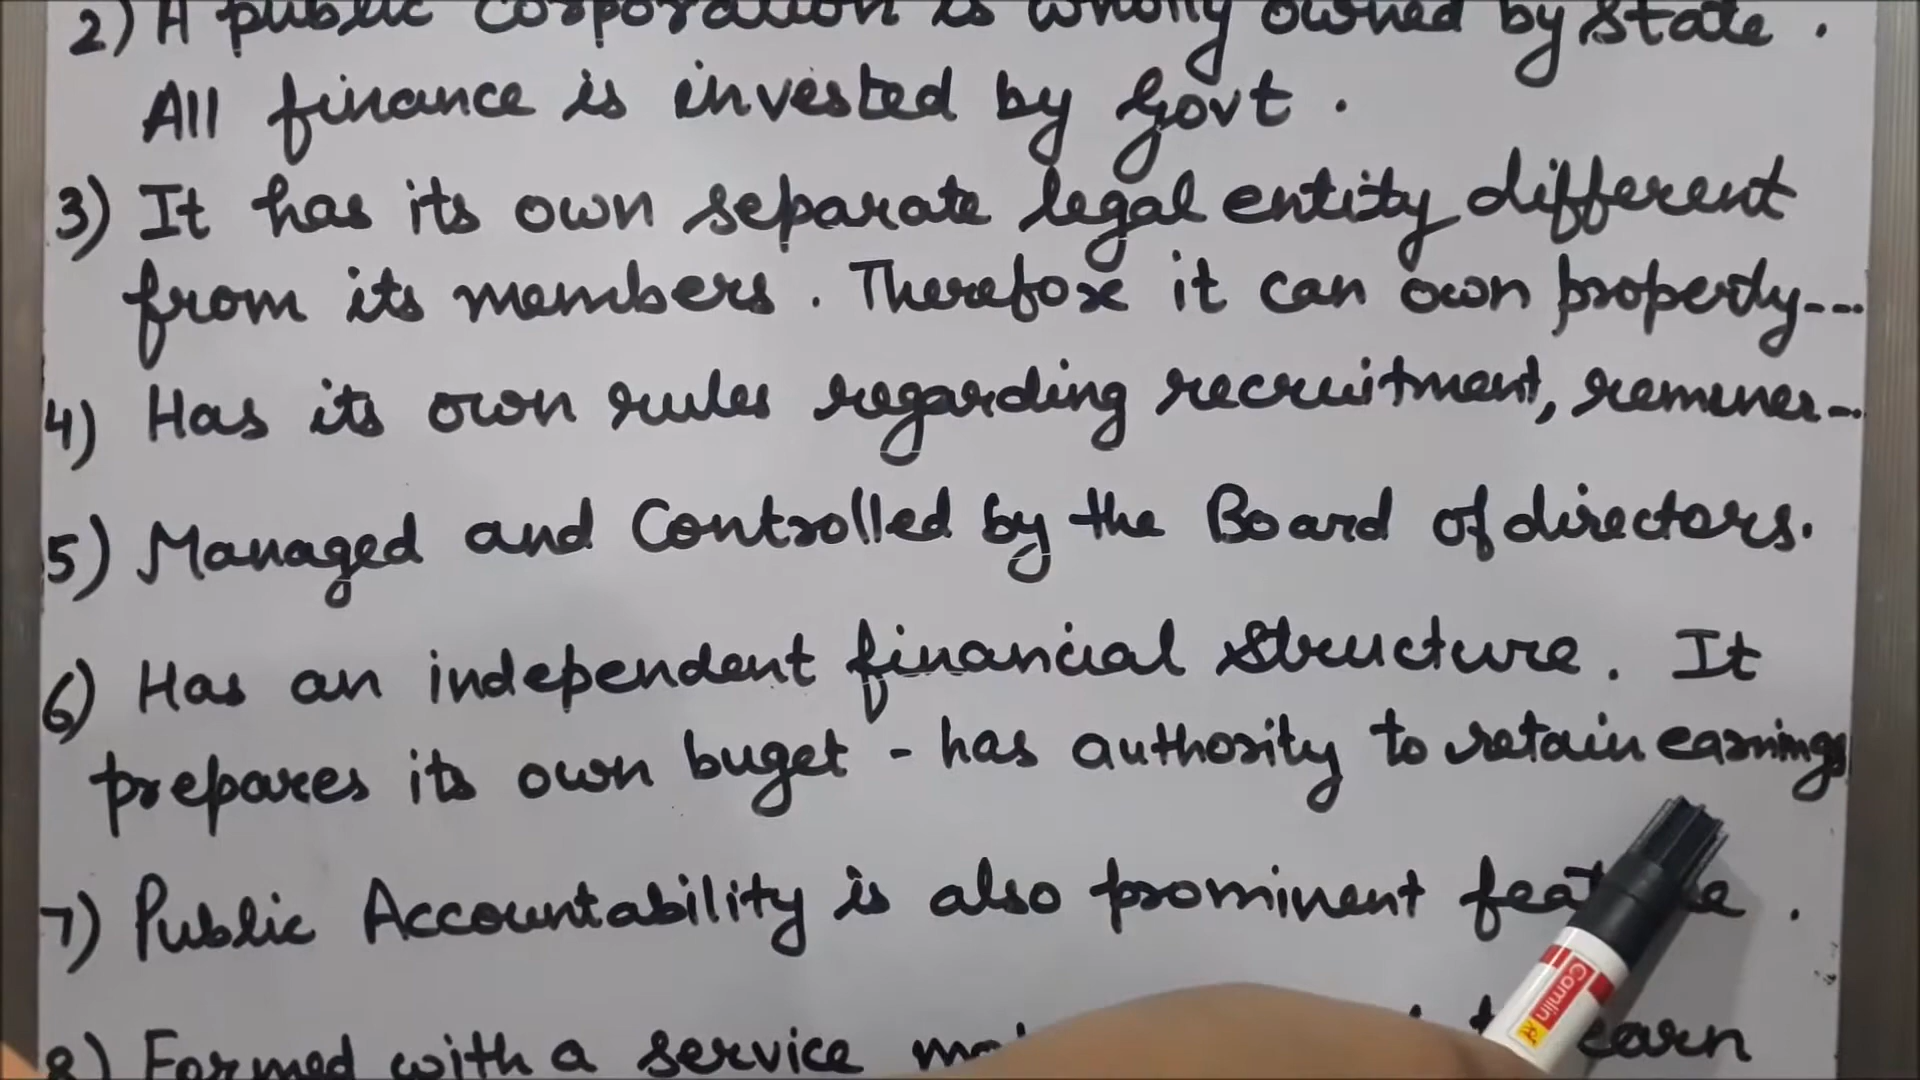 2) A public corporation is wholly owned by state .
All finance is invested by Govt .
3) It has its own separate legal entity different
from its members . Therefore it can own property---
4) Has its own rules regarding recruitment, remuner--
5) Managed and Controlled by the Board of directors.
6) Has an independent financial structure . It
prepares its own buget - has authority to retain earnings
7) Public Accountability is also prominent .
8) Formed with a service earn
Camlin